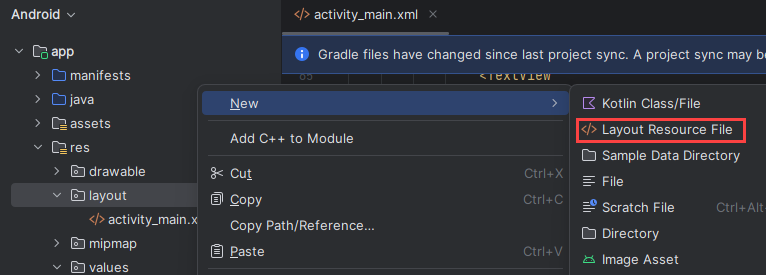 Android
activity_main.xml
app
Gradle files have changed since last project sync. A project sync may be
manifests
65
<TextView
java
New
Kotlin Class/File
assets
Layout Resource File
res
Add C++ to Module
drawable
Sample Data Directory
Cut Ctrl+X
File
layout
Copy Ctrl+C
Scratch File Ctrl+Alt-
activity_main.x
Copy Path/Reference...
Directory
mipmap
Paste Ctrl+V
Image Asset
values